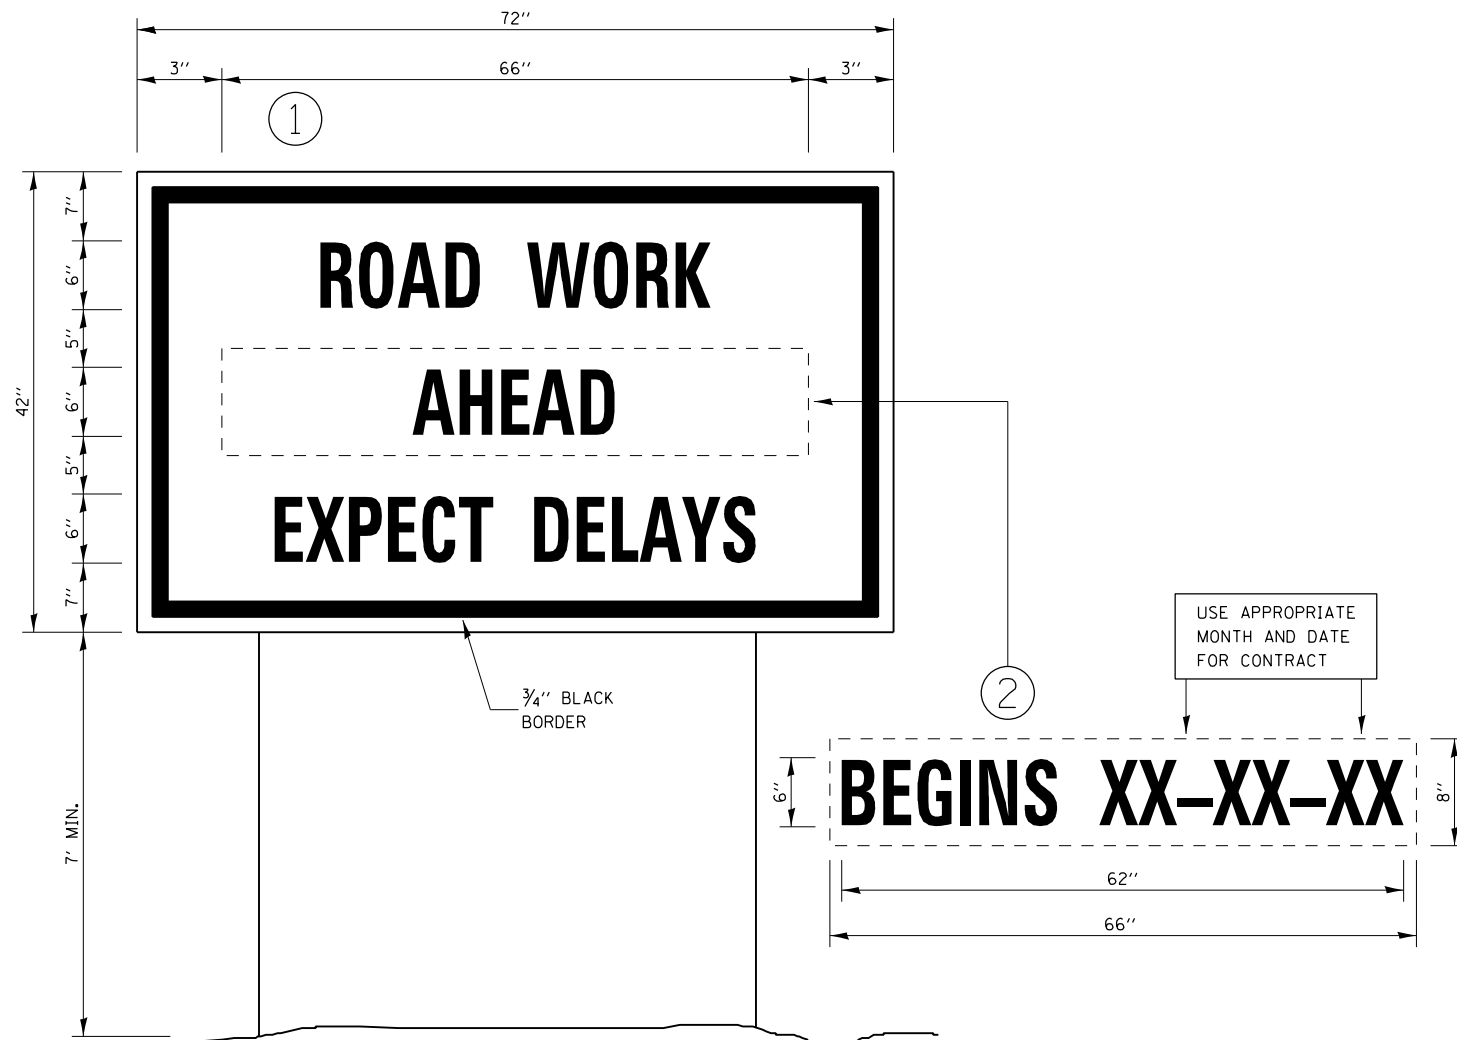 72''
3'' 66'' 3''
1
7''
6''
5''
6''
5''
6''
7''
42''
7' MIN.
ROAD WORK
AHEAD
EXPECT DELAYS
3/4'' BLACK
BORDER
2
USE APPROPRIATE
MONTH AND DATE
FOR CONTRACT
6''
BEGINS XX-XX-XX
8''
62''
66''